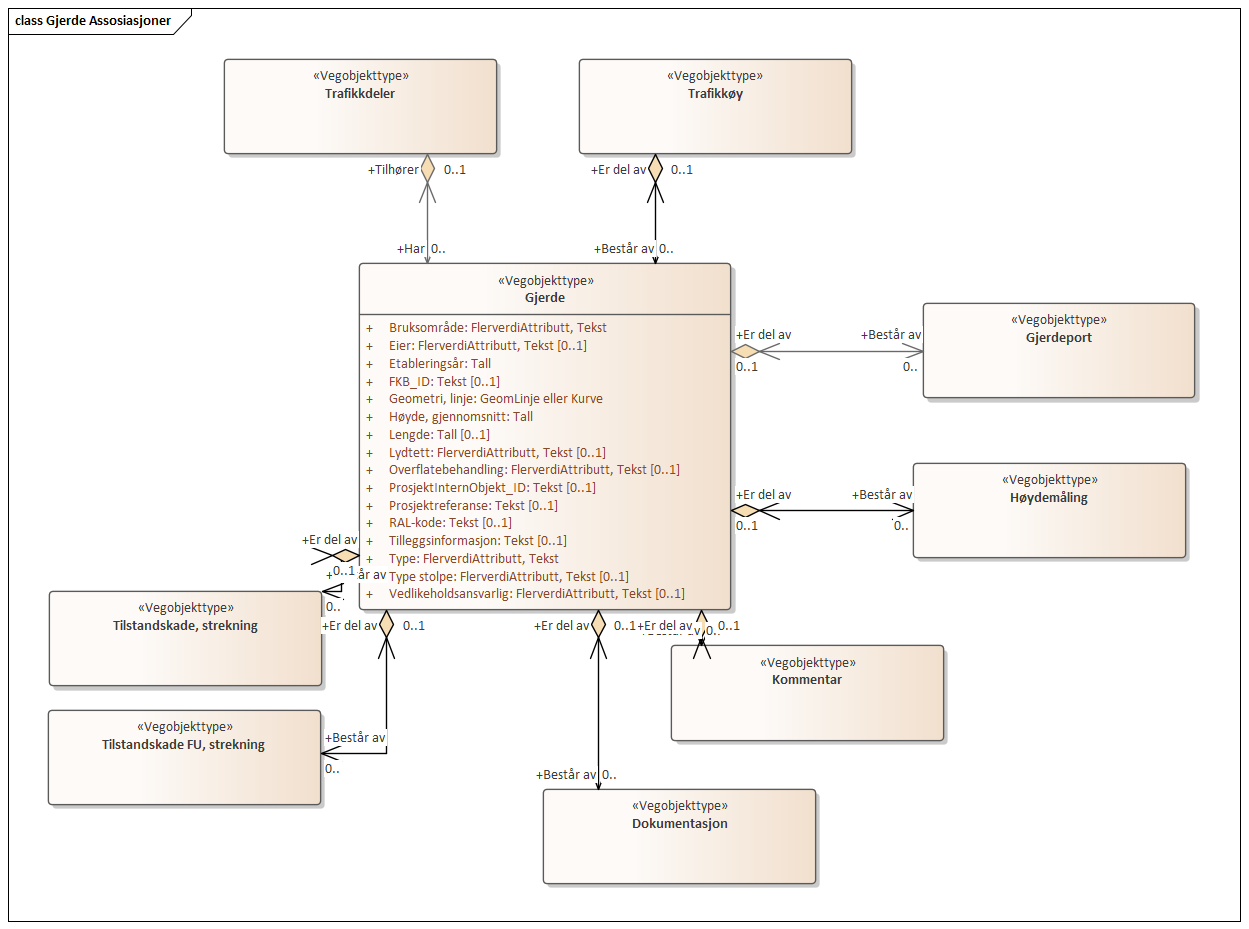 class Gjerde Assosiasjoner
«Vegobjekttype»
Trafikkdeler
«Vegobjekttype»
Trafikkøy
+Tilhører 0..1
+Er del av 0..1
+Har 0..
+Består av 0..
«Vegobjekttype»
Gjerde
+ Bruksområde: FlerverdiAttributt, Tekst
+ Eier: FlerverdiAttributt, Tekst [0..1]
+ Etableringsår: Tall
+ FKB_ID: Tekst [0..1]
+ Geometri, linje: GeomLinje eller Kurve
+ Høyde, gjennomsnitt: Tall
+ Lengde: Tall [0..1]
+ Lydtett: FlerverdiAttributt, Tekst [0..1]
+ Overflatebehandling: FlerverdiAttributt, Tekst [0..1]
+ ProsjektInternObjekt_ID: Tekst [0..1]
+ Prosjektreferanse: Tekst [0..1]
+ RAL-kode: Tekst [0..1]
+ Tilleggsinformasjon: Tekst [0..1]
+ Type: FlerverdiAttributt, Tekst
Type stolpe: FlerverdiAttributt, Tekst [0..1]
+ Vedlikeholdsansvarlig: FlerverdiAttributt, Tekst [0..1]
+Er del av
0..1
+Består av
0..
«Vegobjekttype»
Gjerdeport
+Er del av
0..1
+Består av
0..
«Vegobjekttype»
Høydemåling
+Er del av
0..1
år av
0..
«Vegobjekttype»
Tilstandskade, strekning
+Er del av 0..1
+Består av
0..
«Vegobjekttype»
Tilstandskade FU, strekning
+Er del av 0..1
+Består av 0..
«Vegobjekttype»
Dokumentasjon
+Er del av 0..1
0..
«Vegobjekttype»
Kommentar